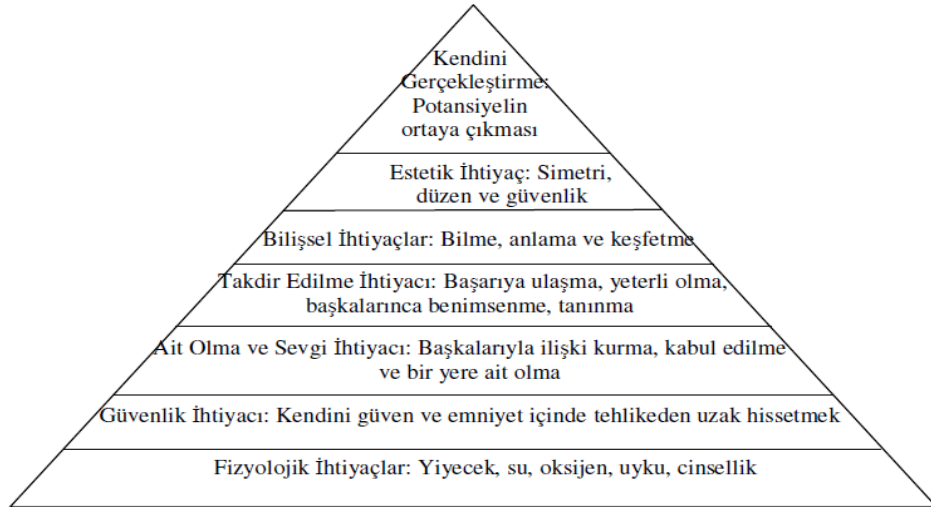 Kendini
Gerçekleştirme:
Potansiyelin
ortaya çıkması
Estetik İhtiyaç: Simetri,
düzen ve güvenlik
Bilişsel İhtiyaçlar: Bilme, anlama ve keşfetme
Takdir Edilme İhtiyacı: Başarıya ulaşma, yeterli olma,
başkalarınca benimsenme, tanınma
Ait Olma ve Sevgi İhtiyacı: Başkalarıyla ilişki kurma, kabul edilme
ve bir yere ait olma
Güvenlik İhtiyacı: Kendini güven ve emniyet içinde tehlikeden uzak hissetmek
Fizyolojik İhtiyaçlar: Yiyecek, su, oksijen, uyku, cinsellik